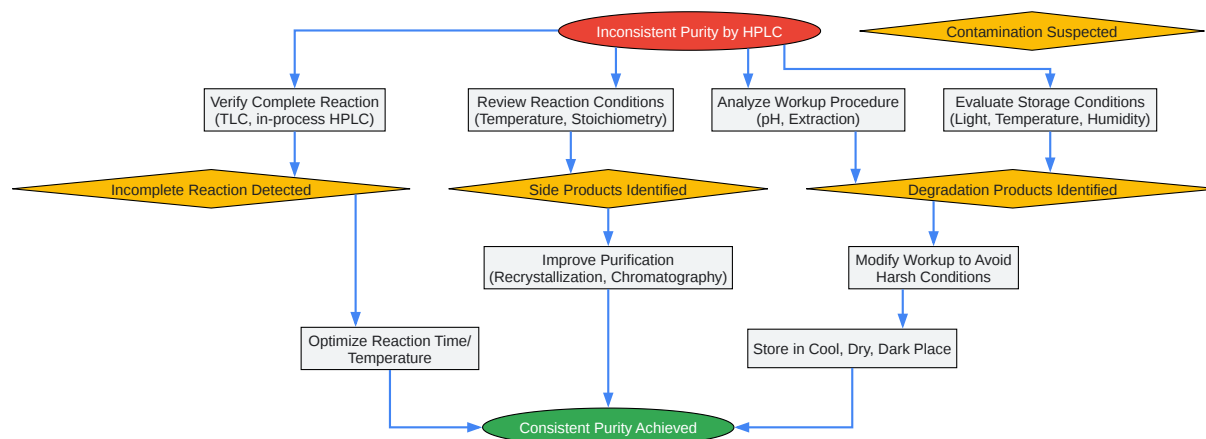 Inconsistent Purity by HPLC
Contamination Suspected
Verify Complete Reaction
(TLC, in-process HPLC)
Review Reaction Conditions
(Temperature, Stoichiometry)
Analyze Workup Procedure
(pH, Extraction)
Evaluate Storage Conditions
(Light, Temperature, Humidity)
Incomplete Reaction Detected
Side Products Identified
Degradation Products Identified
Improve Purification
(Recrystallization, Chromatography)
Modify Workup to Avoid
Harsh Conditions
Optimize Reaction Time/
Temperature
Store in Cool, Dry, Dark Place
Consistent Purity Achieved